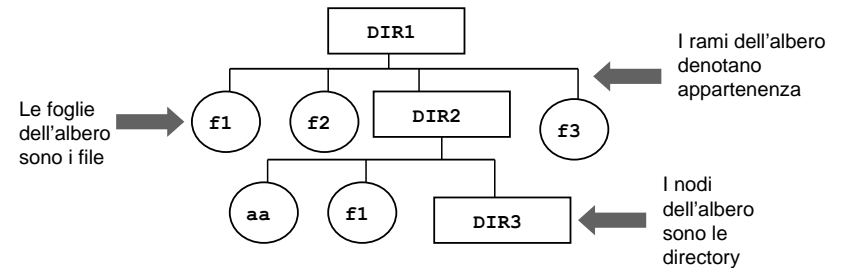 DIR1
I rami dell'albero
denotano
appartenenza
Le foglie
dell'albero
sono i file
f1
f2
DIR2
f3
aa
f1
DIR3
I nodi
dell'albero
sono le
directory